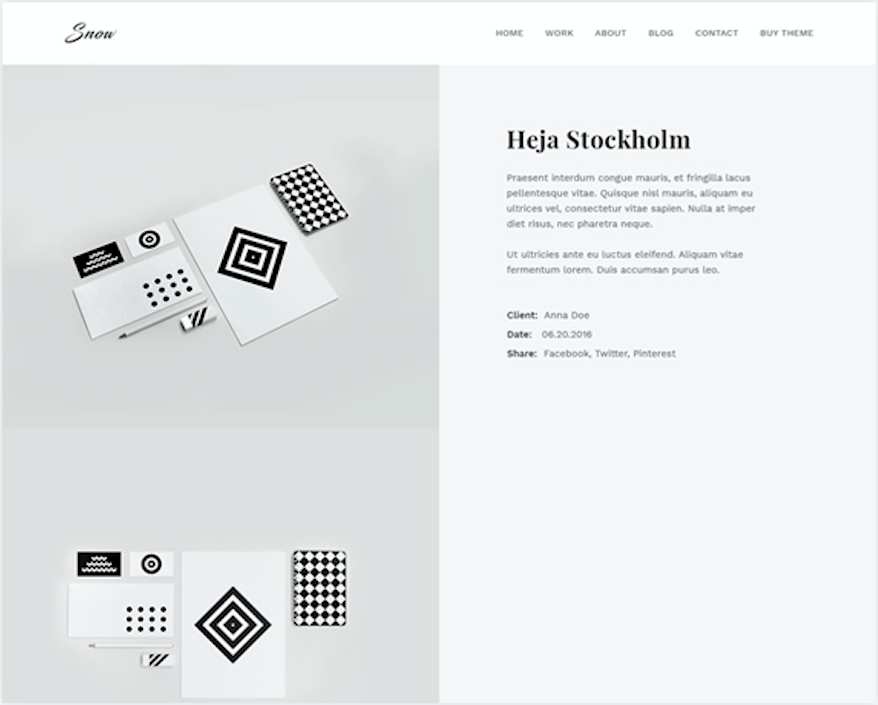 Snow
HOME WORK ABOUT BLOG CONTACT BUY THEME
Heja Stockholm
Praesent interdum congue mauris, et fringilla lacus
pellentesque vitae. Quisque nisl mauris, aliquam eu
ultrices vel, consectetur vitae sapien. Nulla at imper
diet risus, nec pharetra neque.
Ut ultricies ante eu luctus eleifend. Aliquam vitae
fermentum lorem. Duis accumsan purus leo.
Client: Anna Doe
Date: 06.20.2016
Share: Facebook, Twitter, Pinterest